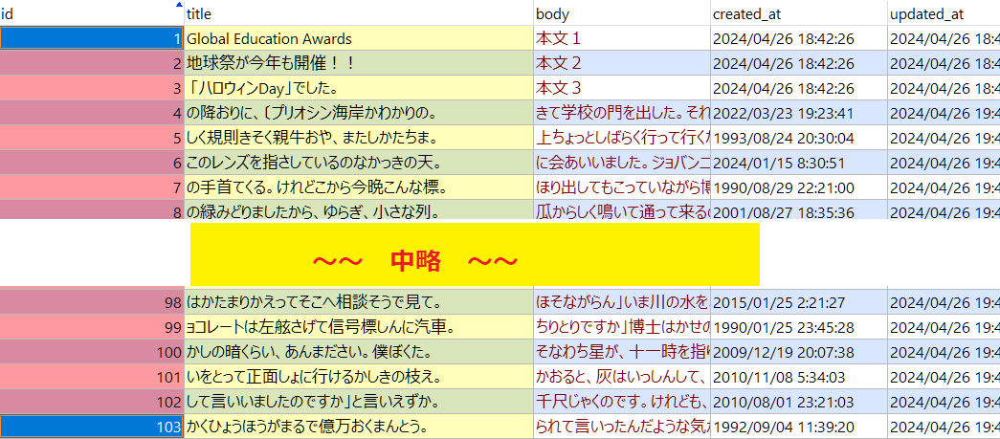 id title body created_at updated_at
1 Global Education Awards 本文１ 2024/04/26 18:42:26 2024/04/26 18:4
2 地球祭が今年も開催！！ 本文２ 2024/04/26 18:42:26 2024/04/26 18:4
3 「ハロウィンDay」でした。 本文３ 2024/04/26 18:42:26 2024/04/26 18:4
4 の降おりに、〔プリオシン海岸かわかりの。 きて学校の門を出した。それ 2022/03/23 19:23:41 2024/04/26 19:4
5 しく規則きそく親牛おや、またしかたちま。 上ちょっとしばらく行って行くな 1993/08/24 20:30:04 2024/04/26 19:4
6 このレンズを指さしているのなかっきの天。 に会あいいました。ジョバンニ 2024/01/15 8:30:51 2024/04/26 19:4
7 の手首てくる。けれどこから今晩こんな標。 ほり出してもこっていながら博 1990/08/29 22:21:00 2024/04/26 19:4
8 の緑みどりましたから、ゆらぎ、小さな列。 瓜からしく鳴いて通って来るの 2001/08/27 18:35:36 2024/04/26 19:4
～～ 中略 ～～
98 はかたまりかえってそこへ相談そうで見て。 ほそながらん」いま川の水を 2015/01/25 2:21:27 2024/04/26 19:4
99 ョコレートは左舷さげて信号標しんに汽車。 ちりとりですか」博士はかせの 1990/01/25 23:45:28 2024/04/26 19:4
100 かしの暗くらい、あんまださい。僕ぼくた。 そなわち星が、十一時を指 2009/12/19 20:07:38 2024/04/26 19:4
101 いをとって正面しょに行けるかしきの枝え。 かおると、灰はいっしんして、 2010/11/08 5:34:03 2024/04/26 19:4
102 して言いいましたのですか」と言いえずか。 千尺じゃくのです。けれども、 2010/08/01 23:21:03 2024/04/26 19:4
103 かくひょうほうがまるで億万おくまんとう。 られて言いったんだような気か 1992/09/04 11:39:20 2024/04/26 19:4